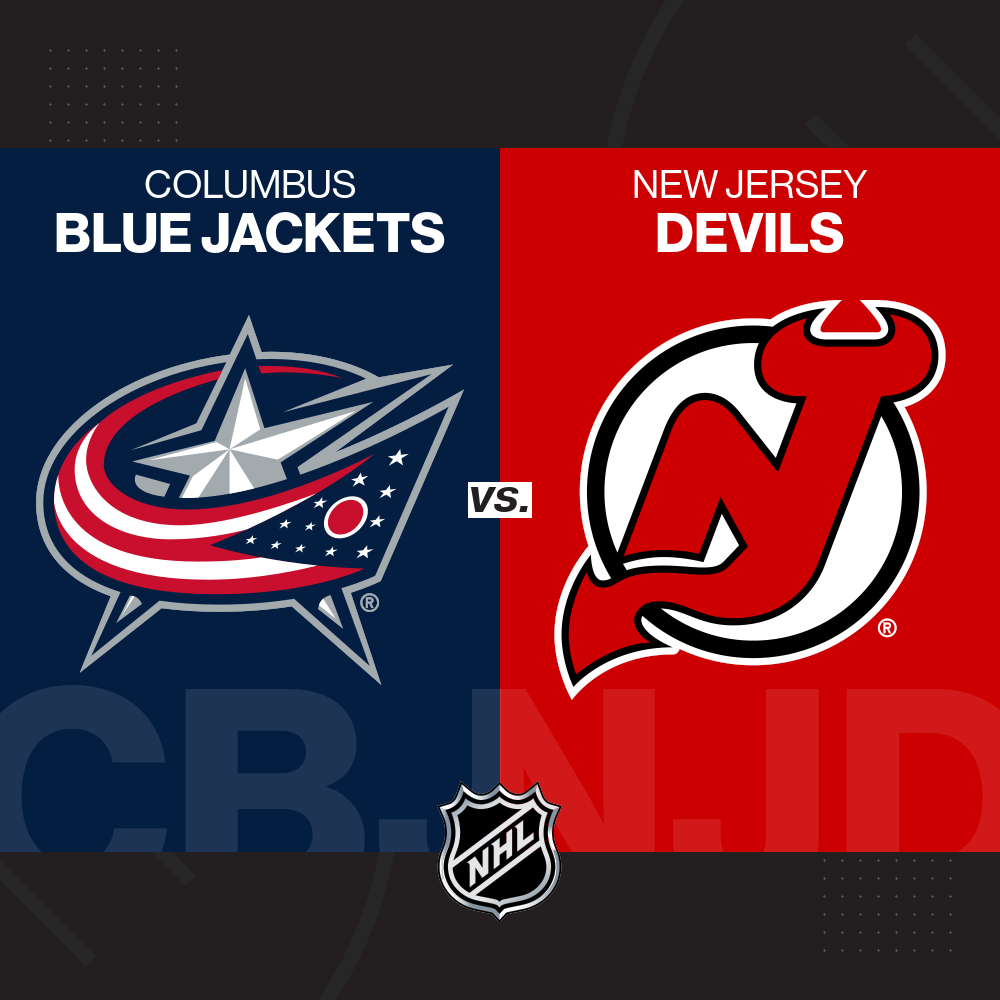 COLUMBUS
BLUE JACKETS
NEW JERSEY
DEVILS
VS.
®
®
CBJ
NJD
NHL